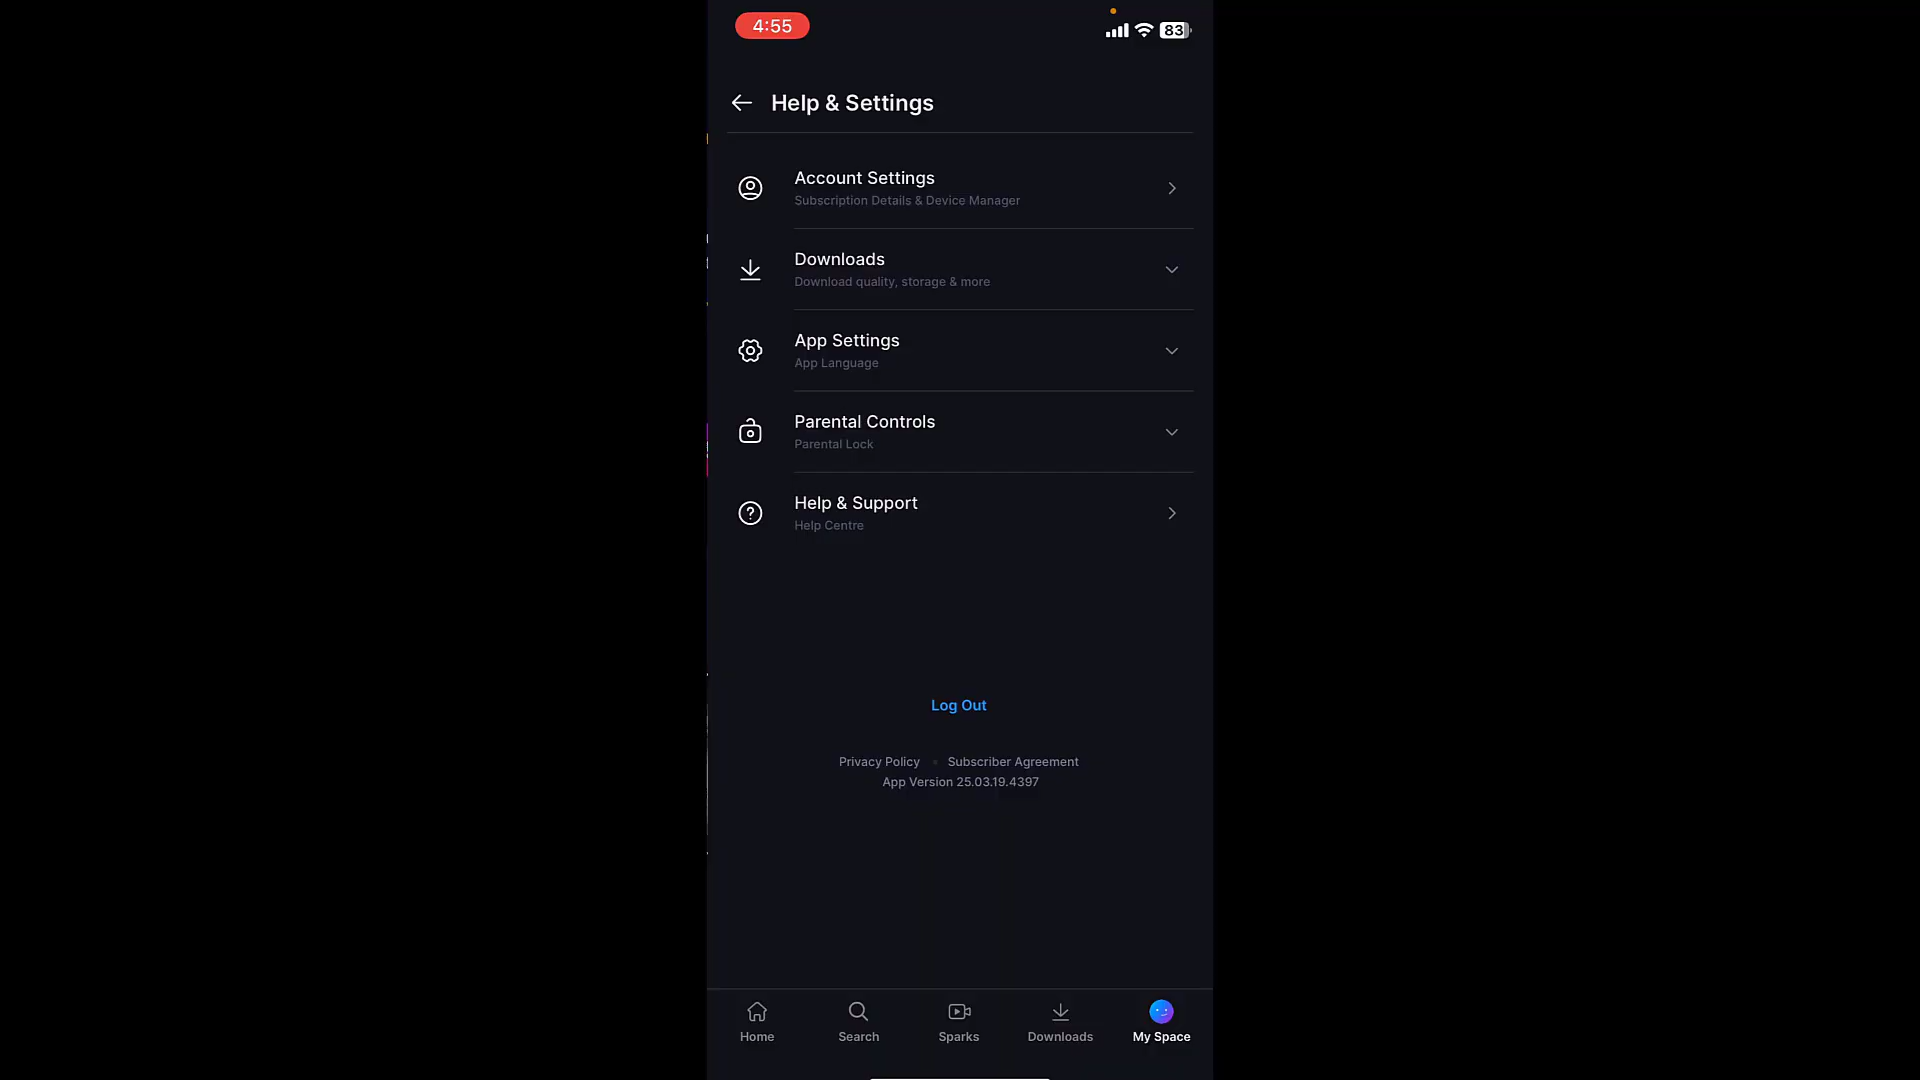 4:55
83
Help & Settings
Account Settings
Subscription Details & Device Manager
Downloads
Download quality, storage & more
App Settings
App Language
Parental Controls
Parental Lock
Help & Support
Help Centre
Log Out
Privacy Policy • Subscriber Agreement
App Version 25.03.19.4397
Home Search Sparks Downloads My Space